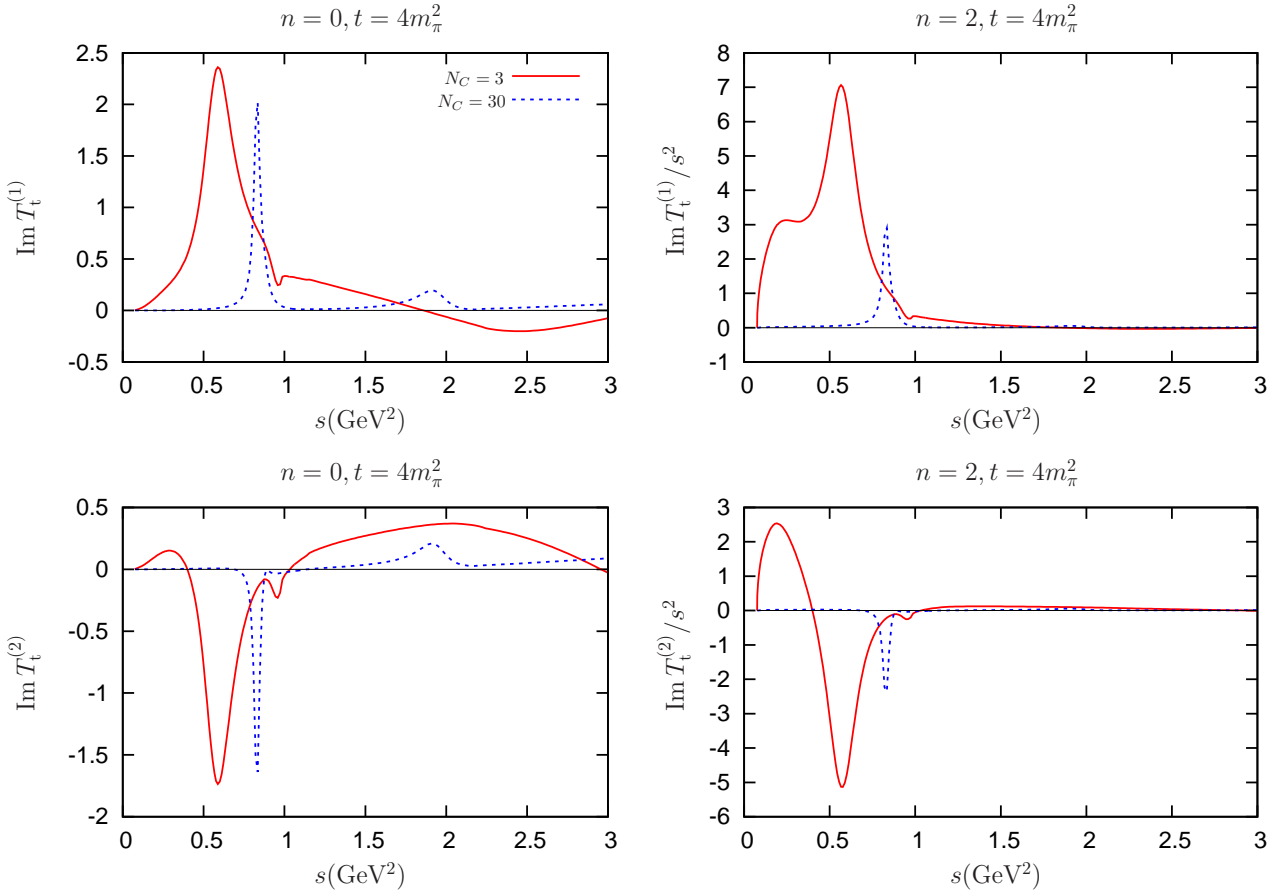 n = 0, t = 4m_π^2
Im T_t^(1)
2.5
2
1.5
1
0.5
0
-0.5
N_C = 3
N_C = 30
0 0.5 1 1.5 2 2.5 3
s(GeV^2)
n = 2, t = 4m_π^2
Im T_t^(1)/s^2
8
7
6
5
4
3
2
1
0
-1
0 0.5 1 1.5 2 2.5 3
s(GeV^2)
n = 0, t = 4m_π^2
Im T_t^(2)
0.5
0
-0.5
-1
-1.5
-2
0 0.5 1 1.5 2 2.5 3
s(GeV^2)
n = 2, t = 4m_π^2
Im T_t^(2)/s^2
3
2
1
0
-1
-2
-3
-4
-5
-6
0 0.5 1 1.5 2 2.5 3
s(GeV^2)